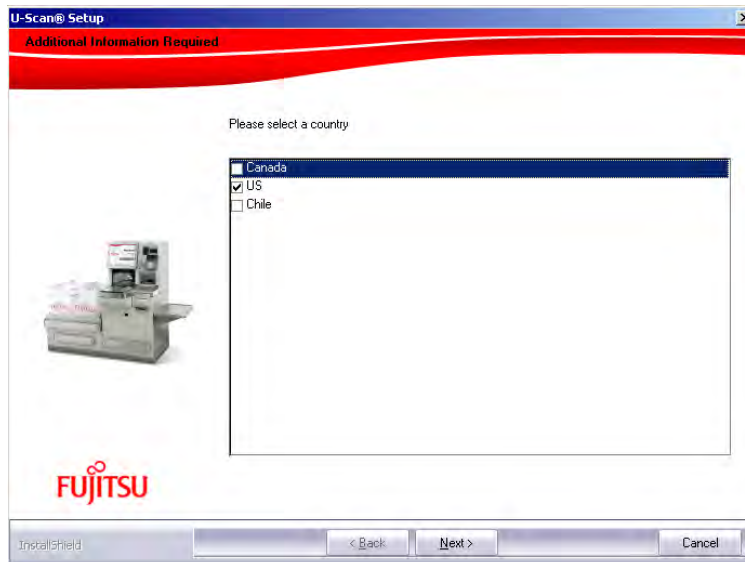 U-Scan® Setup
Additional Information Required
Please select a country
Canada
US
Chile
FUJITSU
InstallShield
< Back
Next >
Cancel